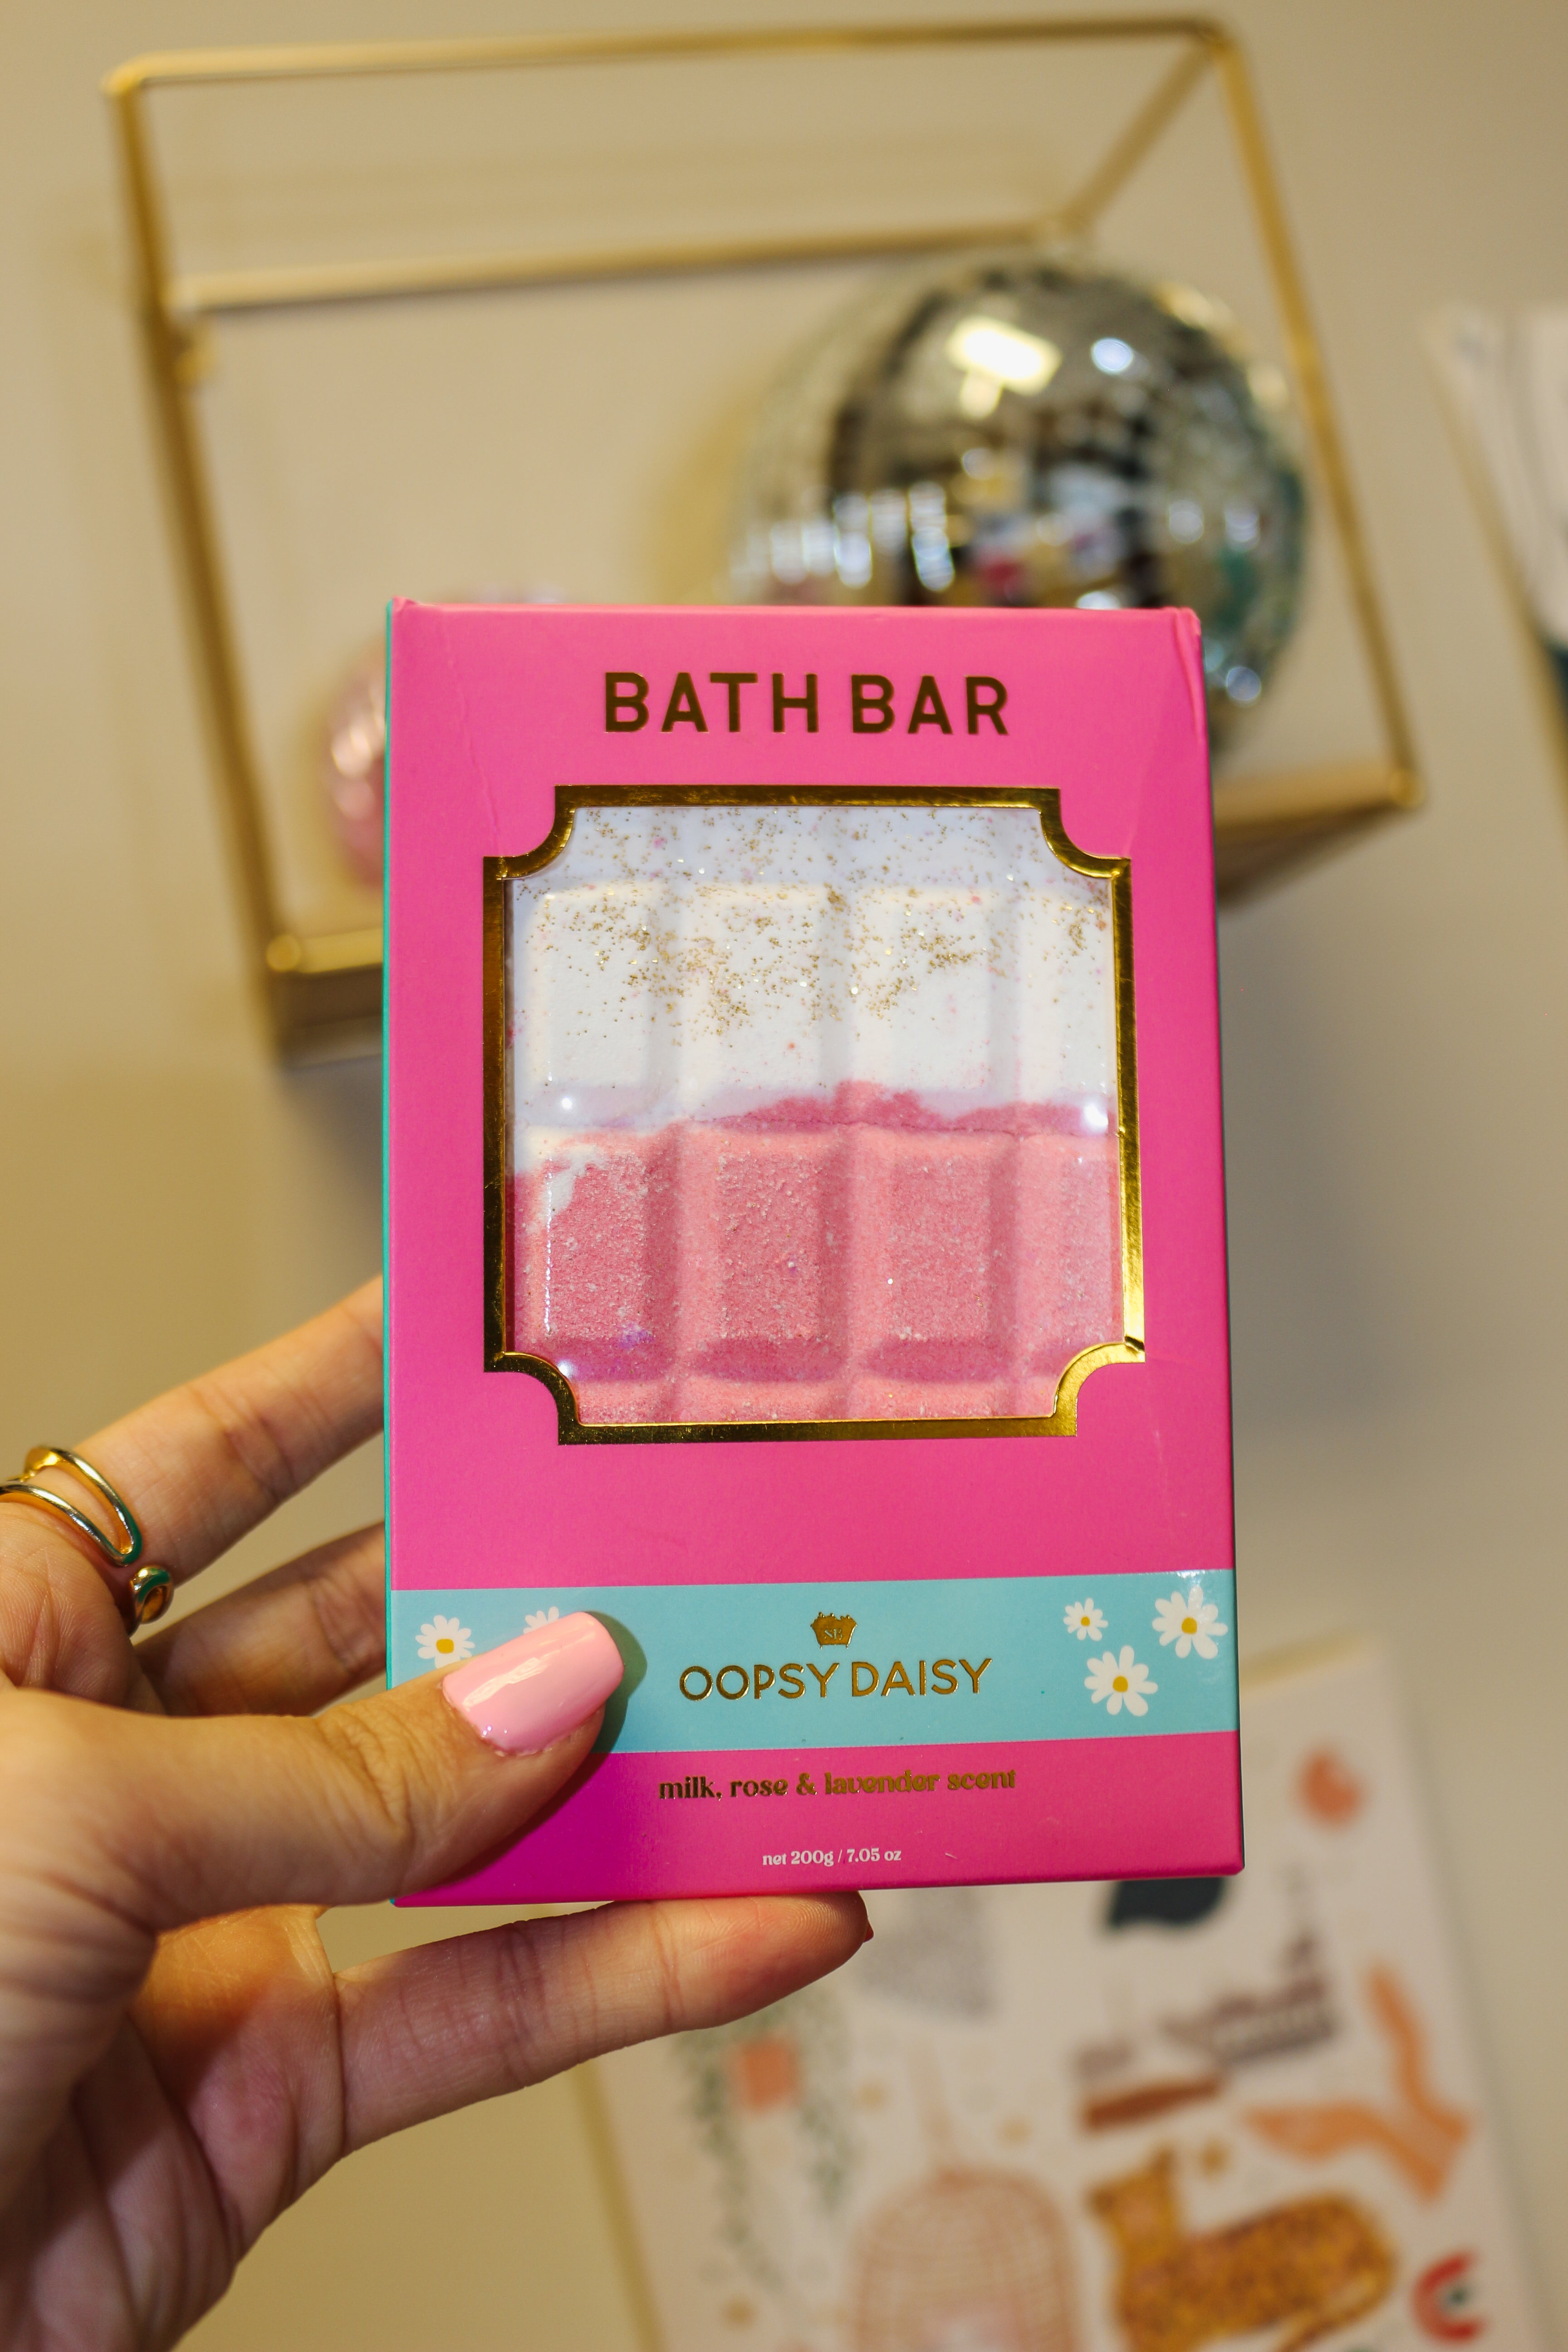 BATH BAR
OOPSY DAISY
milk, rose & lavender scent
net 200g / 7.05 oz